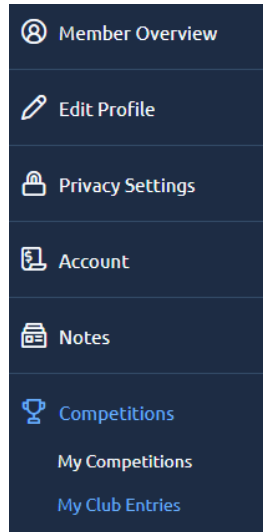 Member Overview
Edit Profile
Privacy Settings
Account
Notes
Competitions
My Competitions
My Club Entries